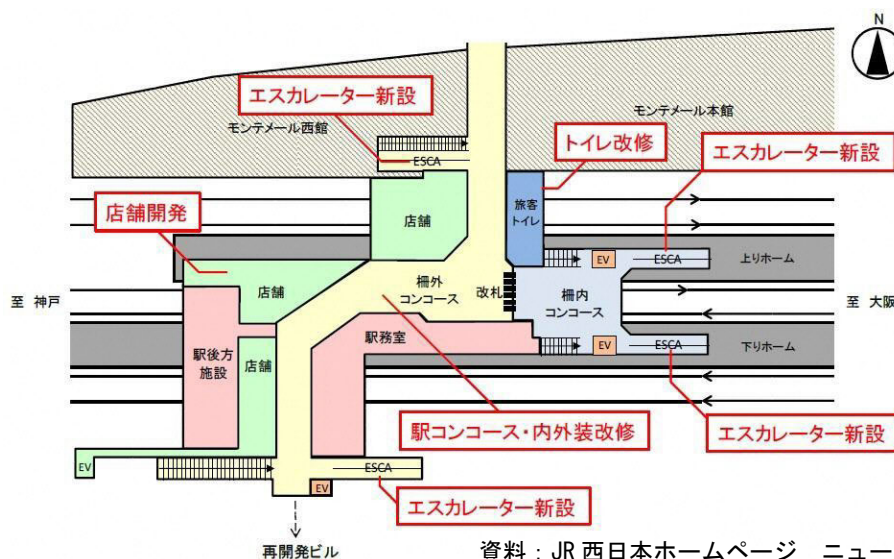 N
エスカレーター新設
モンテメール西館
モンテメール本館
トイレ改修
エスカレーター新設
ESCA
店舗開発
店舗
旅客
トイレ
EV
ESCA
上りホーム
至 神戸
店舗
柵外
コンコース
改札
柵内
コンコース
至 大阪
駅後方
施設
店舗
駅務室
EV
ESCA
下りホーム
駅コンコース・内外装改修
エスカレーター新設
EV
ESCA
EV
エスカレーター新設
再開発ビル
資料：JR西日本ホームページ　ニュー